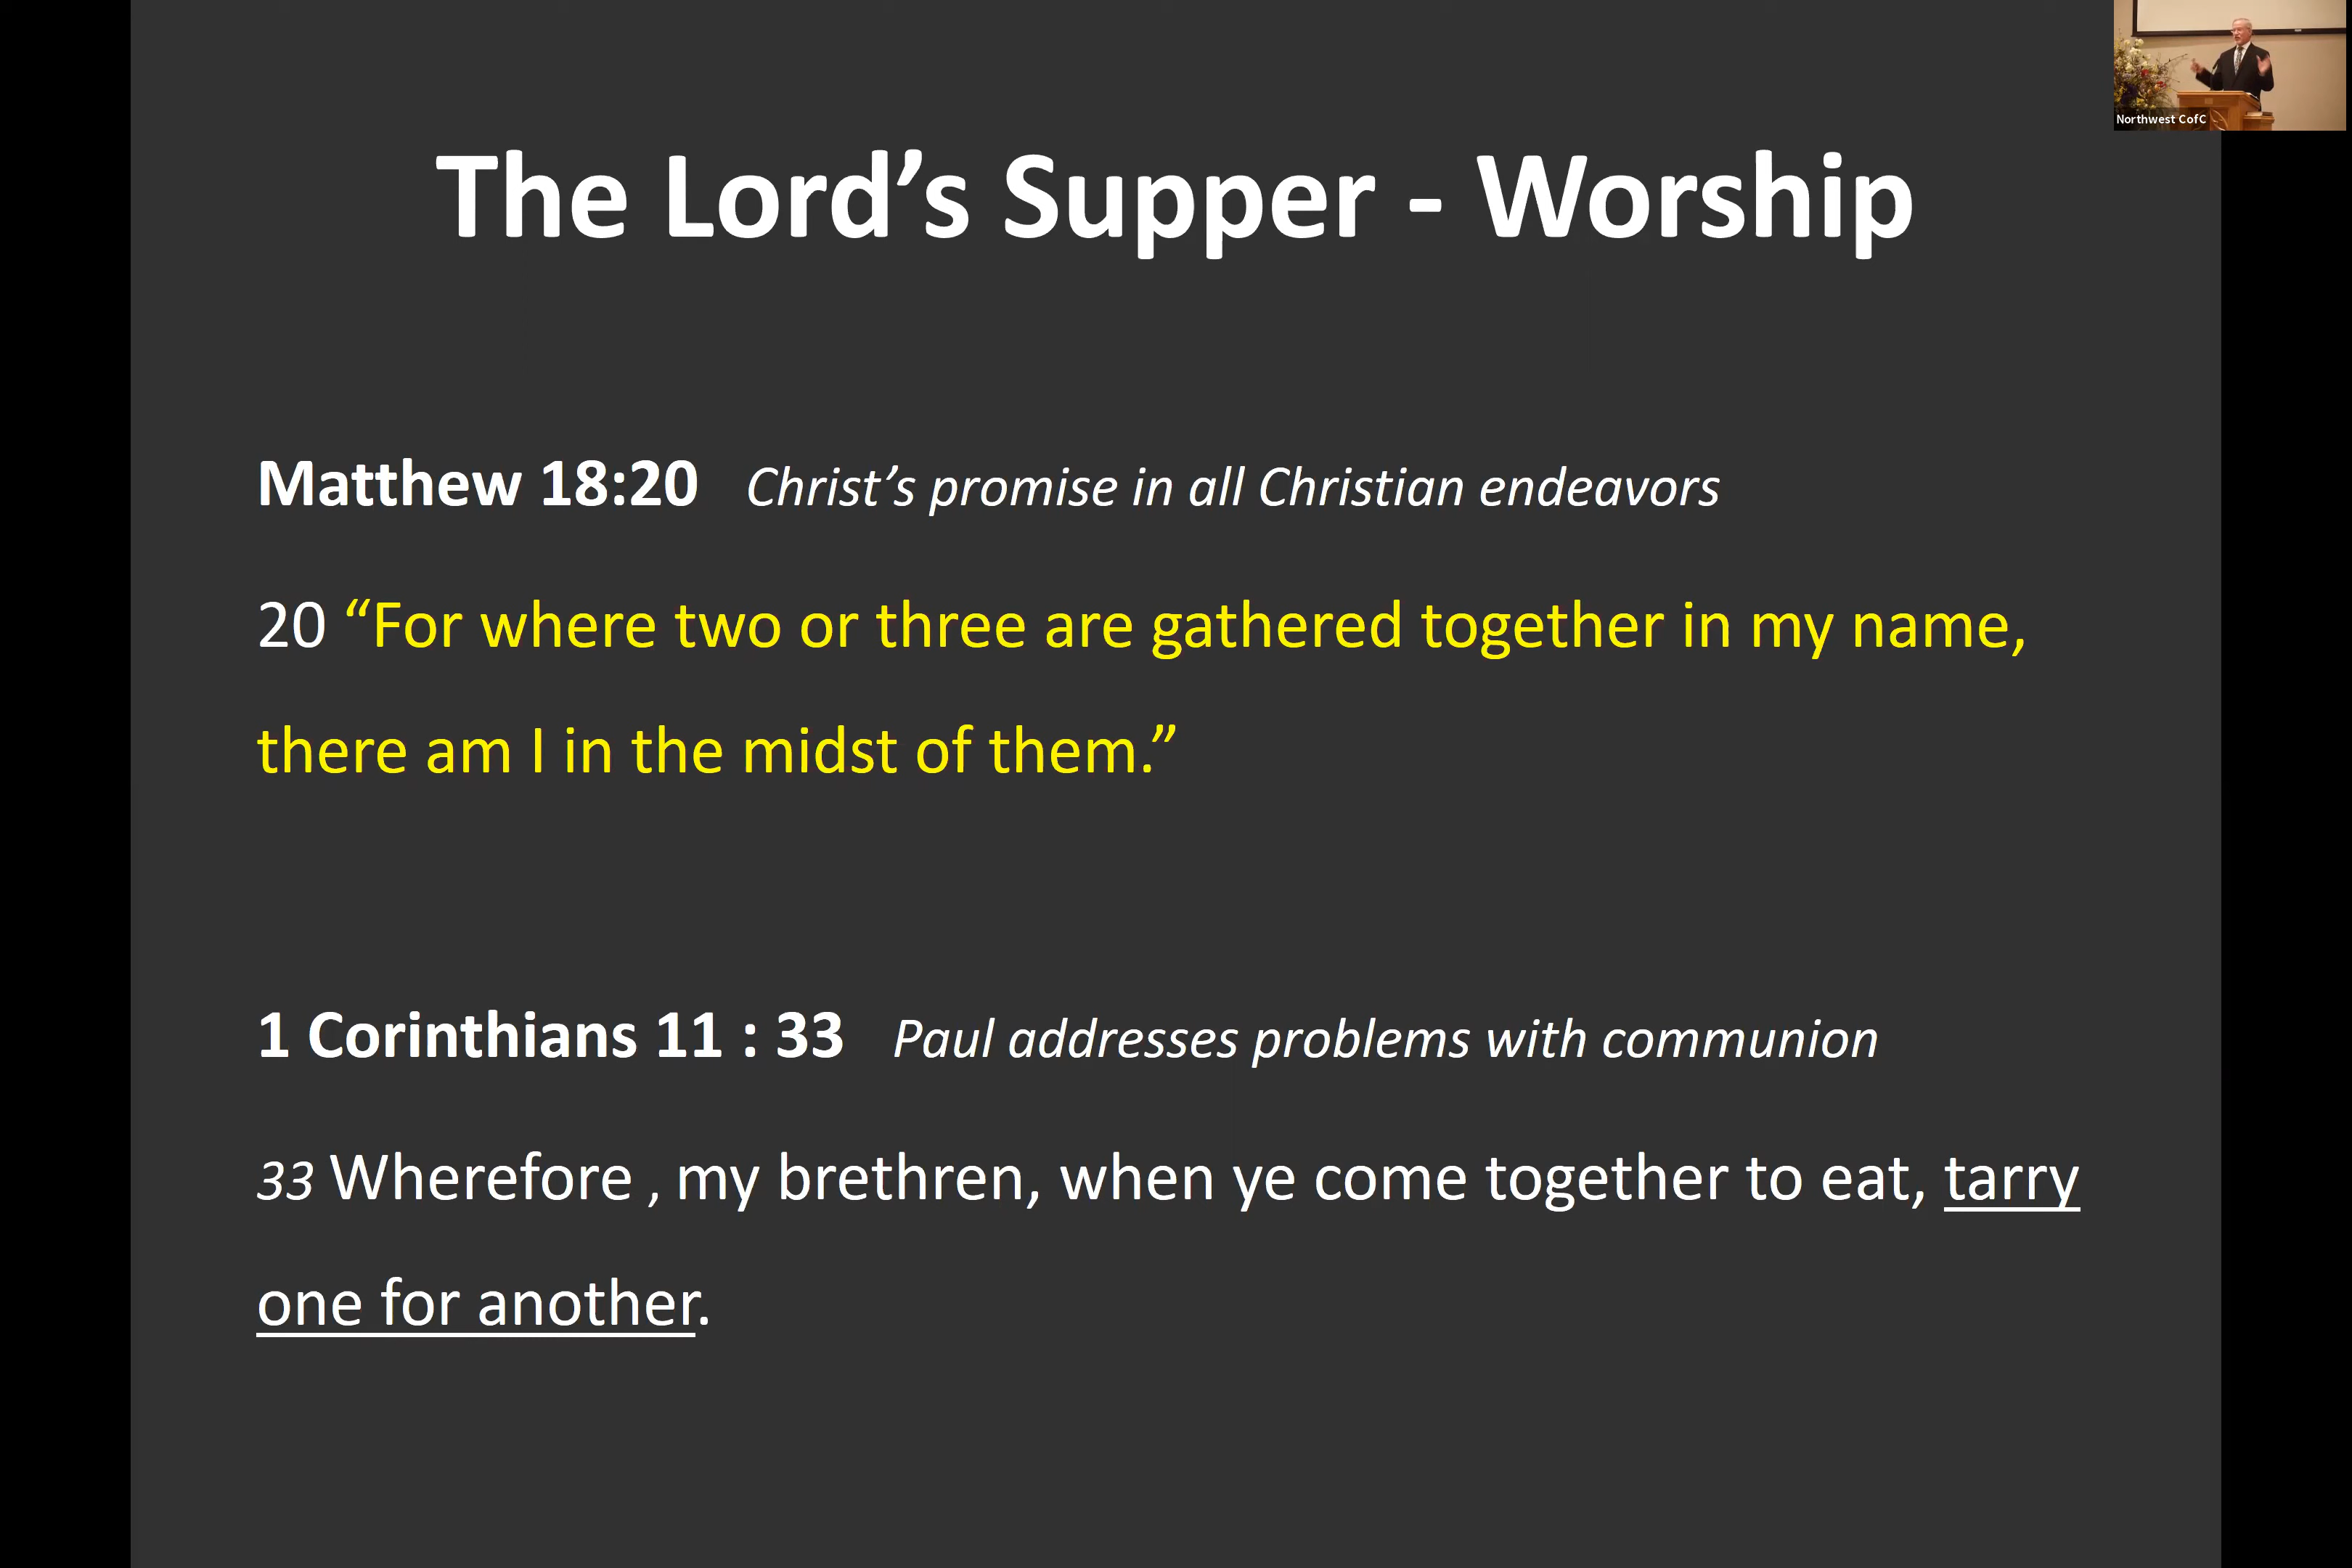 Northwest CofC
The Lord’s Supper - Worship
Matthew 18:20 Christ’s promise in all Christian endeavors
20 “For where two or three are gathered together in my name,
there am I in the midst of them.”
1 Corinthians 11 : 33 Paul addresses problems with communion
33 Wherefore , my brethren, when ye come together to eat, tarry
one for another.